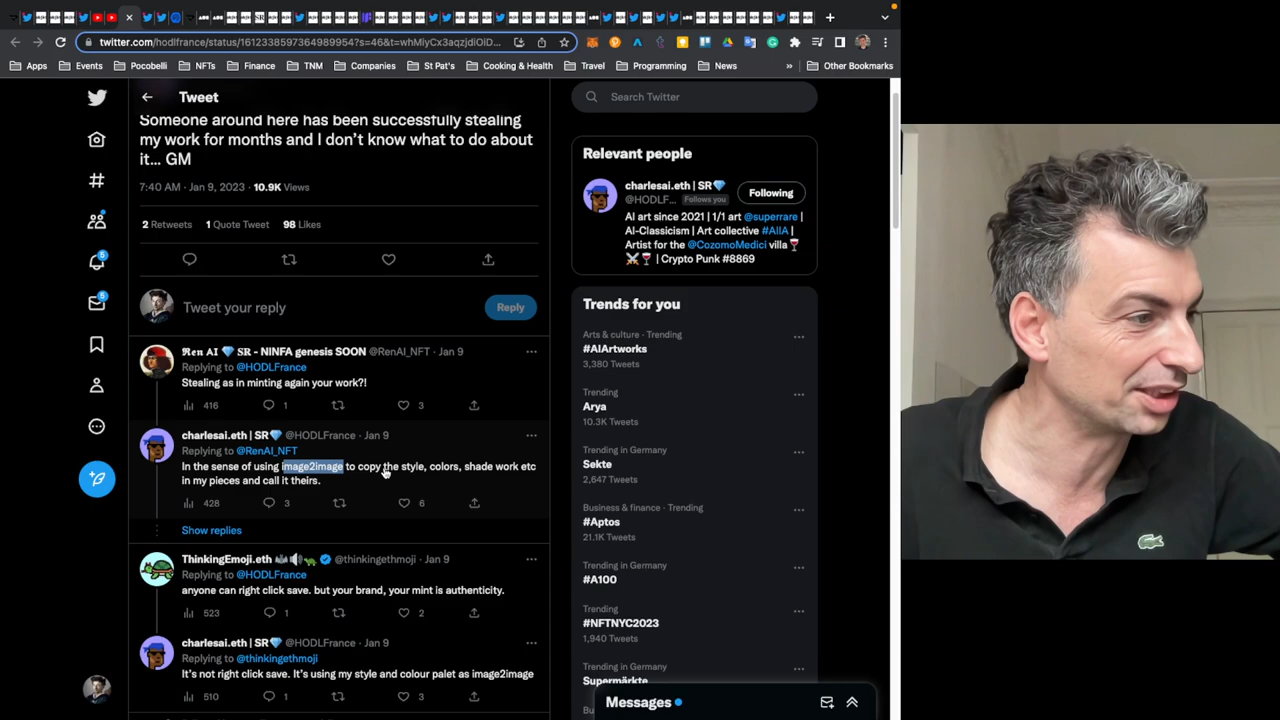 twitter.com/hodlfrance/status/1612338597364989954?s=46&t=whMiyCx3aqzjdlOiD...
Apps
Events
Pocobelli
NFTs
Finance
TNM
Companies
St Pat's
Cooking & Health
Travel
Programming
News
»
Other Bookmarks
Tweet
Someone around here has been successfully stealing
my work for months and I don't know what to do about
it... GM
7:40 AM · Jan 9, 2023 · 10.9K Views
2 Retweets 1 Quote Tweet 98 Likes
Tweet your reply
Reply
𝕽𝖊𝖓 𝐀𝐈 💎 𝐒𝐑 - NINFA genesis SOON @RenAI_NFT · Jan 9
Replying to @HODLFrance
Stealing as in minting again your work?!
416 1 3
charlesai.eth | SR💎 @HODLFrance · Jan 9
Replying to @RenAI_NFT
In the sense of using image2image to copy the style, colors, shade work etc
in my pieces and call it theirs.
428 3 6
Show replies
ThinkingEmoji.eth @thinkingethmoji · Jan 9
Replying to @HODLFrance
anyone can right click save. but your brand, your mint is authenticity.
523 1 2
charlesai.eth | SR💎 @HODLFrance · Jan 9
Replying to @thinkingethmoji
It's not right click save. It's using my style and colour palet as image2image
510 1 3
5
5
Search Twitter
Relevant people
charlesai.eth | SR💎
@HODLF... Follows you
Following
AI art since 2021 | 1/1 art @superrare |
AI-Classicism | Art collective #AIIA |
Artist for the @CozomoMedici villa🍷
⚔️🍷 | Crypto Punk #8869
Trends for you
Arts & culture · Trending
#AIArtworks
3,380 Tweets
Trending
Arya
10.3K Tweets
Trending in Germany
Sekte
2,647 Tweets
Business & finance · Trending
#Aptos
21.1K Tweets
Trending in Germany
#A100
Trending
#NFTNYC2023
1,940 Tweets
Trending in Germany
Supermärkte
Bu
Messages